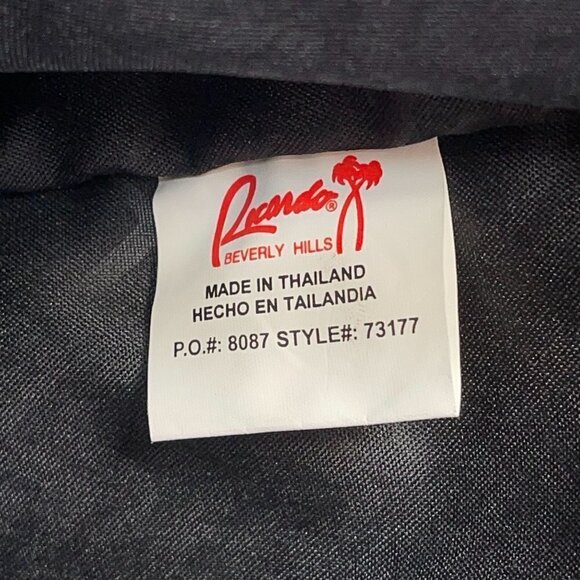 Ricardo®
BEVERLY HILLS
MADE IN THAILAND
HECHO EN TAILANDIA
P.O.#: 8087 STYLE#: 73177